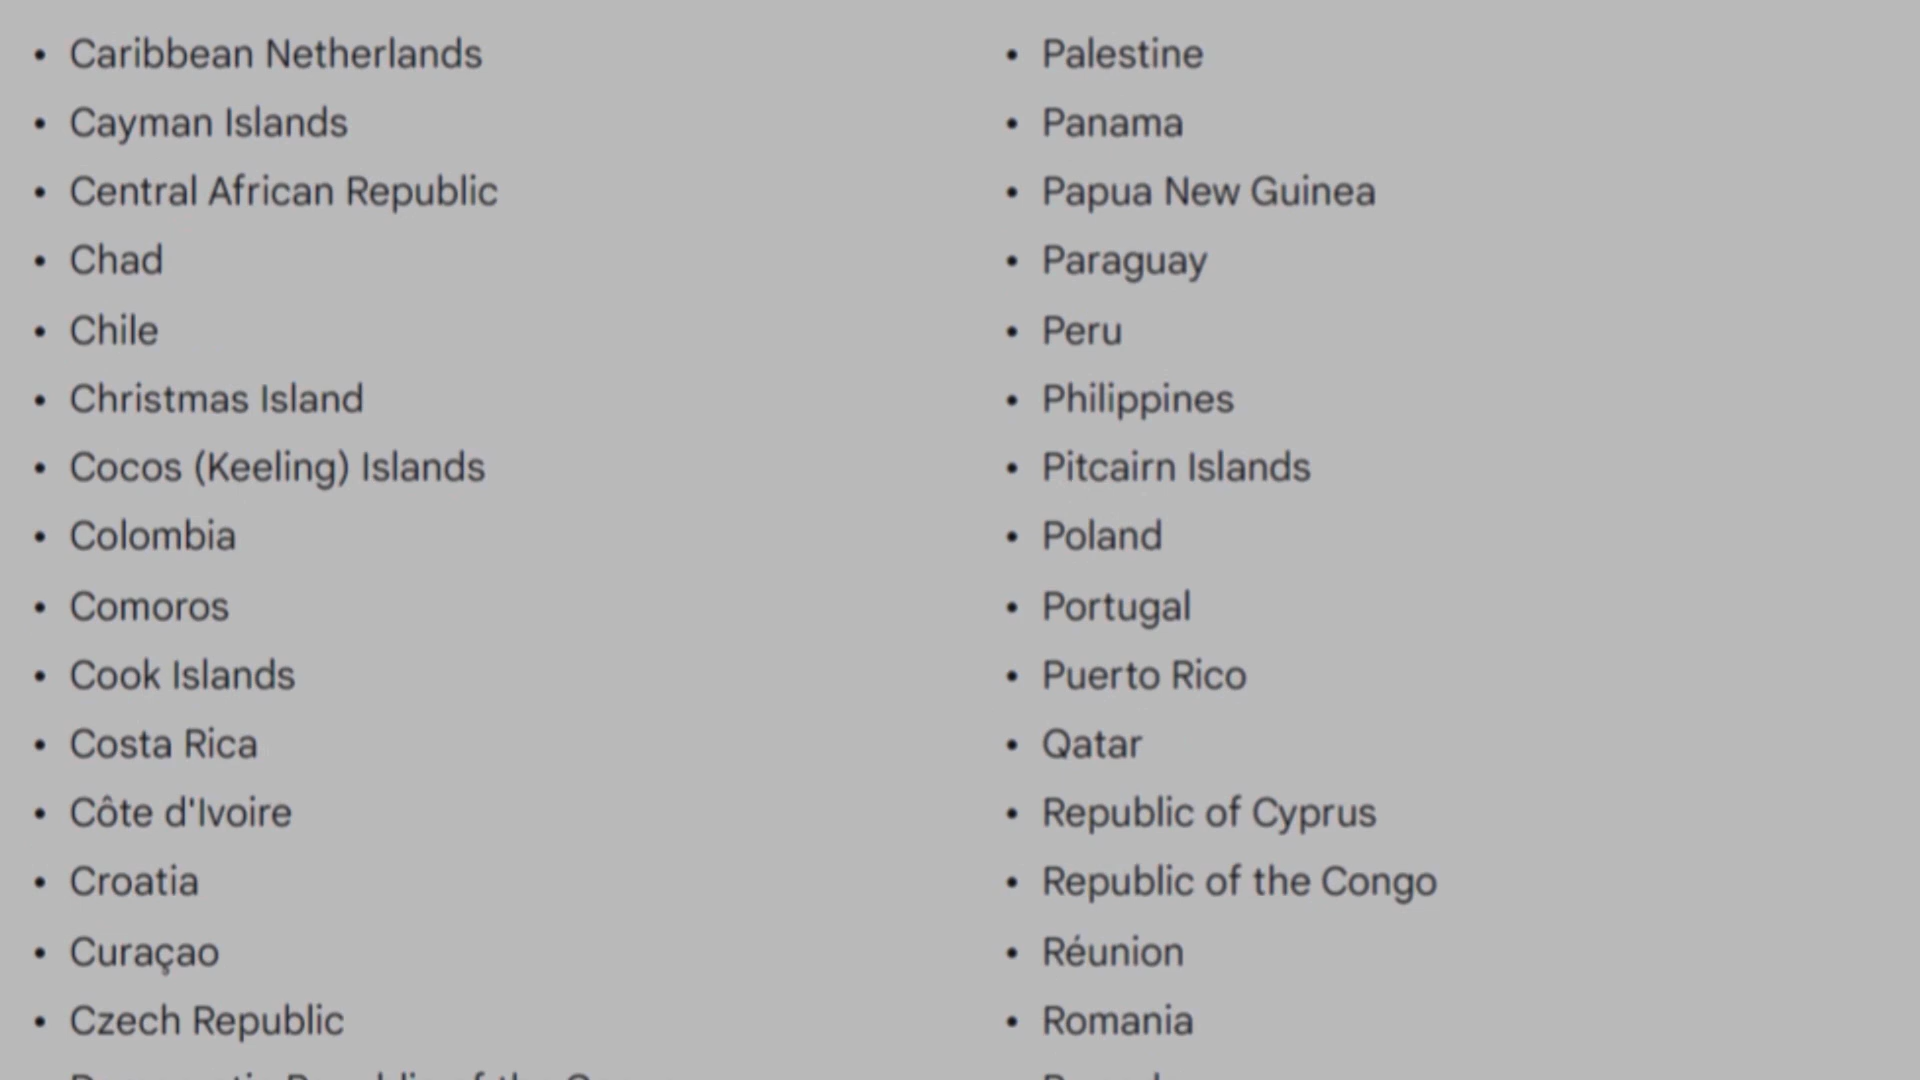 • Caribbean Netherlands
• Cayman Islands
• Central African Republic
• Chad
• Chile
• Christmas Island
• Cocos (Keeling) Islands
• Colombia
• Comoros
• Cook Islands
• Costa Rica
• Côte d'Ivoire
• Croatia
• Curaçao
• Czech Republic
• Palestine
• Panama
• Papua New Guinea
• Paraguay
• Peru
• Philippines
• Pitcairn Islands
• Poland
• Portugal
• Puerto Rico
• Qatar
• Republic of Cyprus
• Republic of the Congo
• Réunion
• Romania